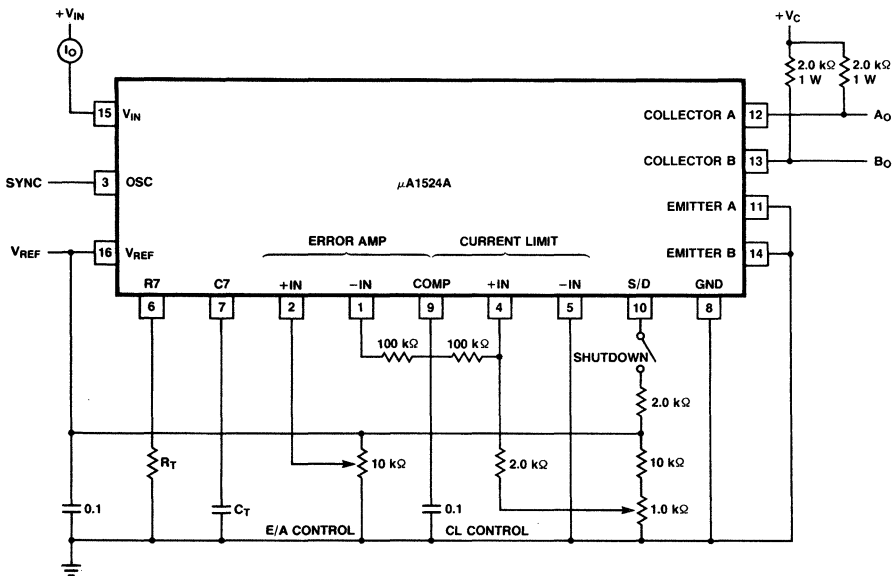 +VIN
IO
+VC
2.0 kΩ
1 W
2.0 kΩ
1 W
15 VIN
COLLECTOR A 12 AO
COLLECTOR B 13 BO
SYNC 3 OSC
μA1524A
EMITTER A 11
VREF 16 VREF
EMITTER B 14
ERROR AMP CURRENT LIMIT
R7 C7 +IN −IN COMP +IN −IN S/D GND
6 7 2 1 9 4 5 10 8
100 kΩ 100 kΩ
SHUTDOWN
2.0 kΩ
RT 10 kΩ 2.0 kΩ 10 kΩ
0.1 CT 0.1 1.0 kΩ
E/A CONTROL CL CONTROL